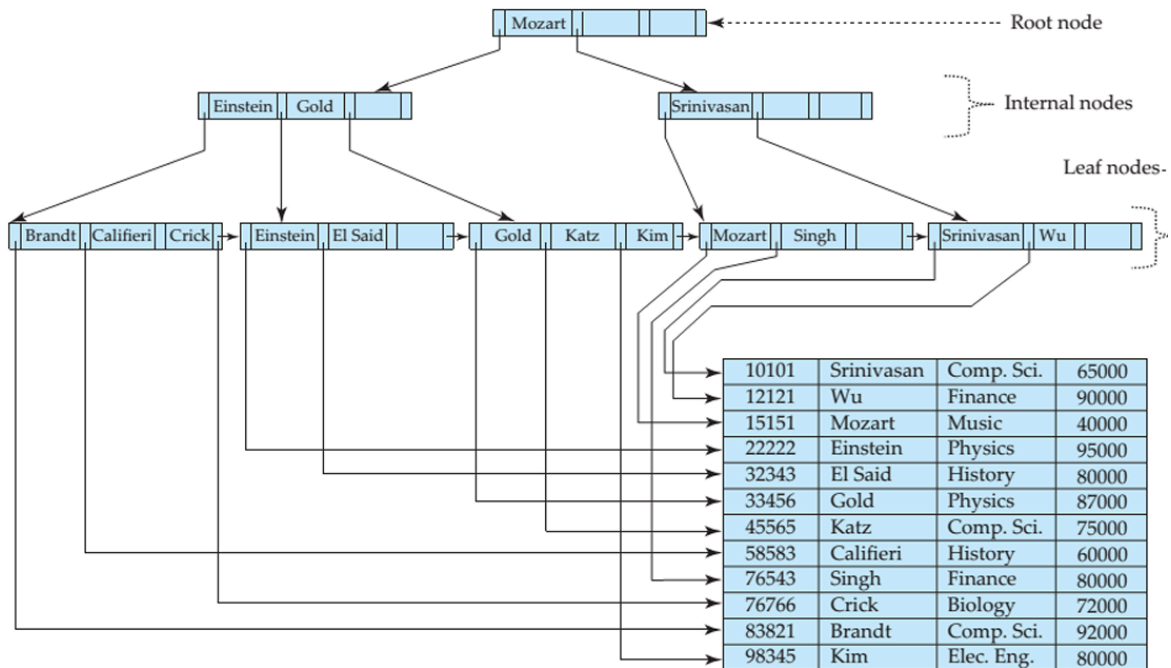 Mozart Root node
Einstein Gold Srinivasan Internal nodes
Leaf nodes
Brandt Califieri Crick Einstein El Said Gold Katz Kim Mozart Singh Srinivasan Wu
10101 Srinivasan Comp. Sci. 65000
12121 Wu Finance 90000
15151 Mozart Music 40000
22222 Einstein Physics 95000
32343 El Said History 80000
33456 Gold Physics 87000
45565 Katz Comp. Sci. 75000
58583 Califieri History 60000
76543 Singh Finance 80000
76766 Crick Biology 72000
83821 Brandt Comp. Sci. 92000
98345 Kim Elec. Eng. 80000